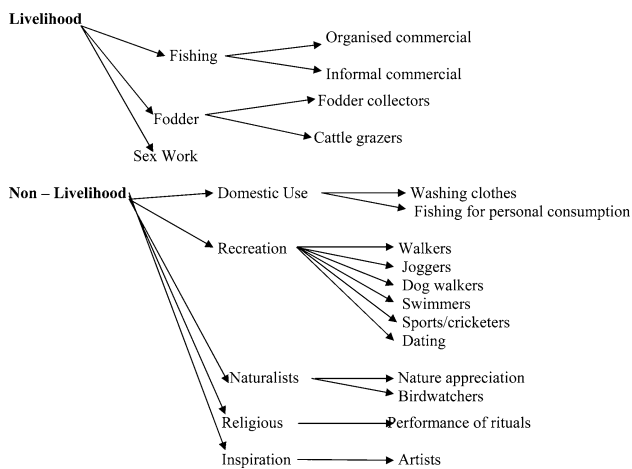 Livelihood
Fishing
Organised commercial
Informal commercial
Fodder
Fodder collectors
Cattle grazers
Sex Work
Non – Livelihood
Domestic Use
Washing clothes
Fishing for personal consumption
Recreation
Walkers
Joggers
Dog walkers
Swimmers
Sports/cricketers
Dating
Naturalists
Nature appreciation
Birdwatchers
Religious
Performance of rituals
Inspiration
Artists